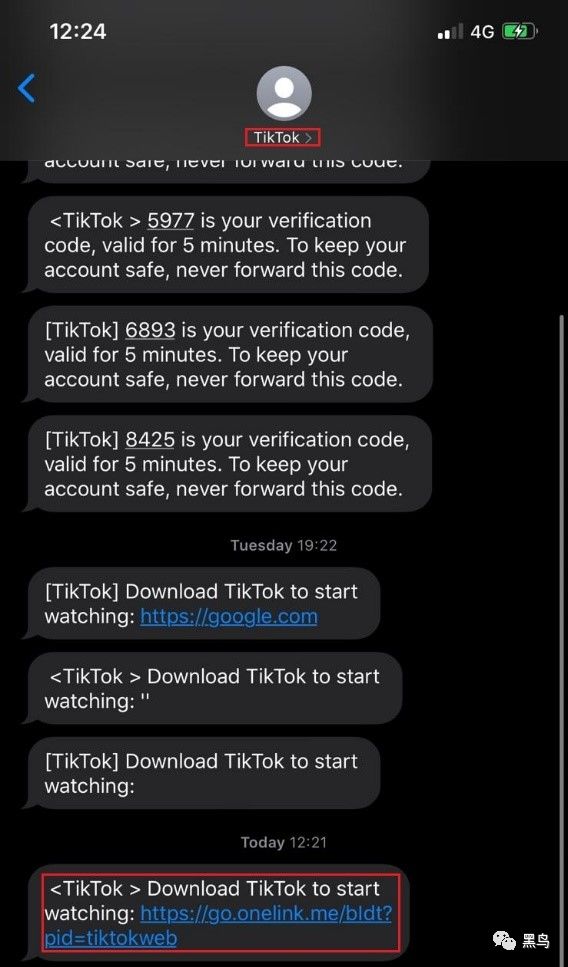 12:24
4G
TikTok >
account safe, never forward this code.
<TikTok > 5977 is your verification
code, valid for 5 minutes. To keep your
account safe, never forward this code.
[TikTok] 6893 is your verification code,
valid for 5 minutes. To keep your
account safe, never forward this code.
[TikTok] 8425 is your verification code,
valid for 5 minutes. To keep your
account safe, never forward this code.
Tuesday 19:22
[TikTok] Download TikTok to start
watching: https://google.com
<TikTok > Download TikTok to start
watching: ''
[TikTok] Download TikTok to start
watching:
Today 12:21
<TikTok > Download TikTok to start
watching: https://go.onelink.me/bIdt?
pid=tiktokweb
黑鸟